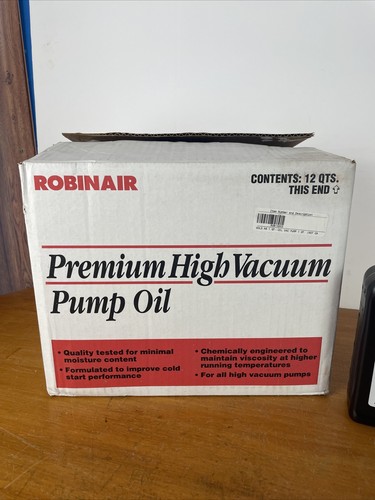 ROBINAIR
CONTENTS: 12 QTS.
THIS END ⇧
Premium High Vacuum
Pump Oil
• Quality tested for minimal
moisture content
• Formulated to improve cold
start performance
• Chemically engineered to
maintain viscosity at higher
running temperatures
• For all high vacuum pumps